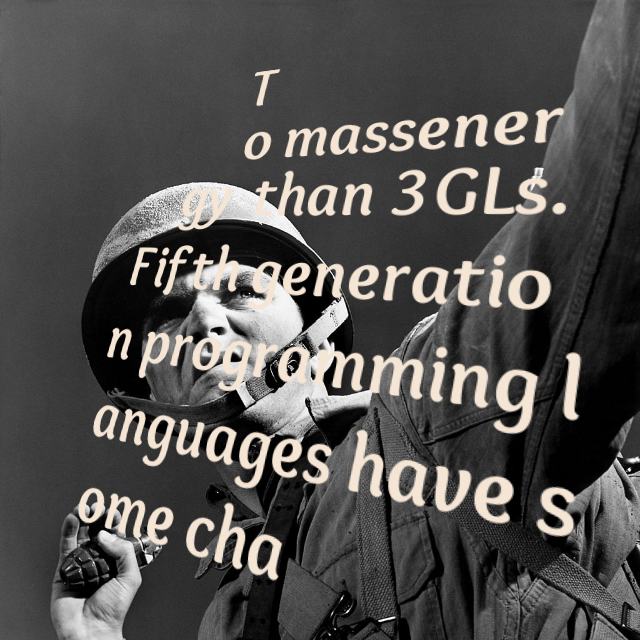 T
o massener
gy than 3GLs.
Fifth generatio
n programming l
anguages have s
ome cha